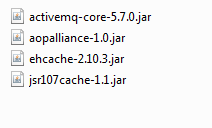 activemq-core-5.7.0.jar
aopalliance-1.0.jar
ehcache-2.10.3.jar
jsr107cache-1.1.jar